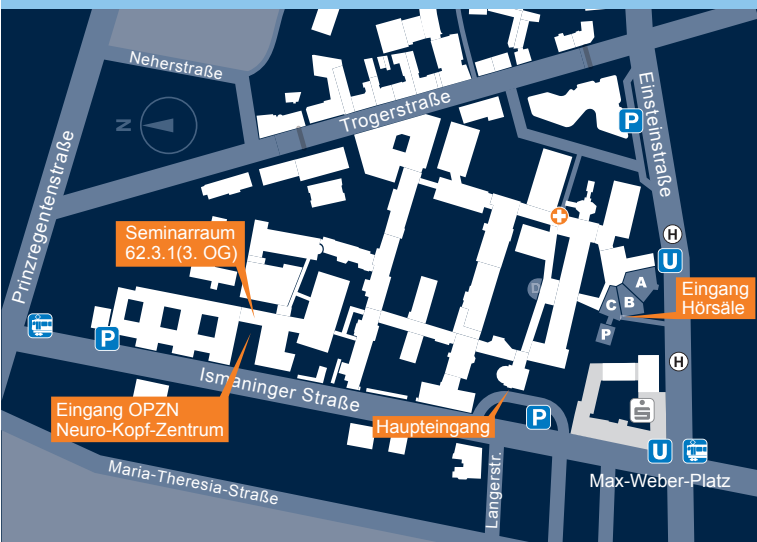 Neherstraße
N
Trogerstraße
P
Einsteinstraße
Prinzregentenstraße
Seminarraum
62.3.1(3. OG)
H
U
D
A
B
C
P
Eingang
Hörsäle
P
H
Ismaninger Straße
Eingang OPZN
Neuro-Kopf-Zentrum
Haupteingang
P
S
U
Max-Weber-Platz
Maria-Theresia-Straße
Langerstr.